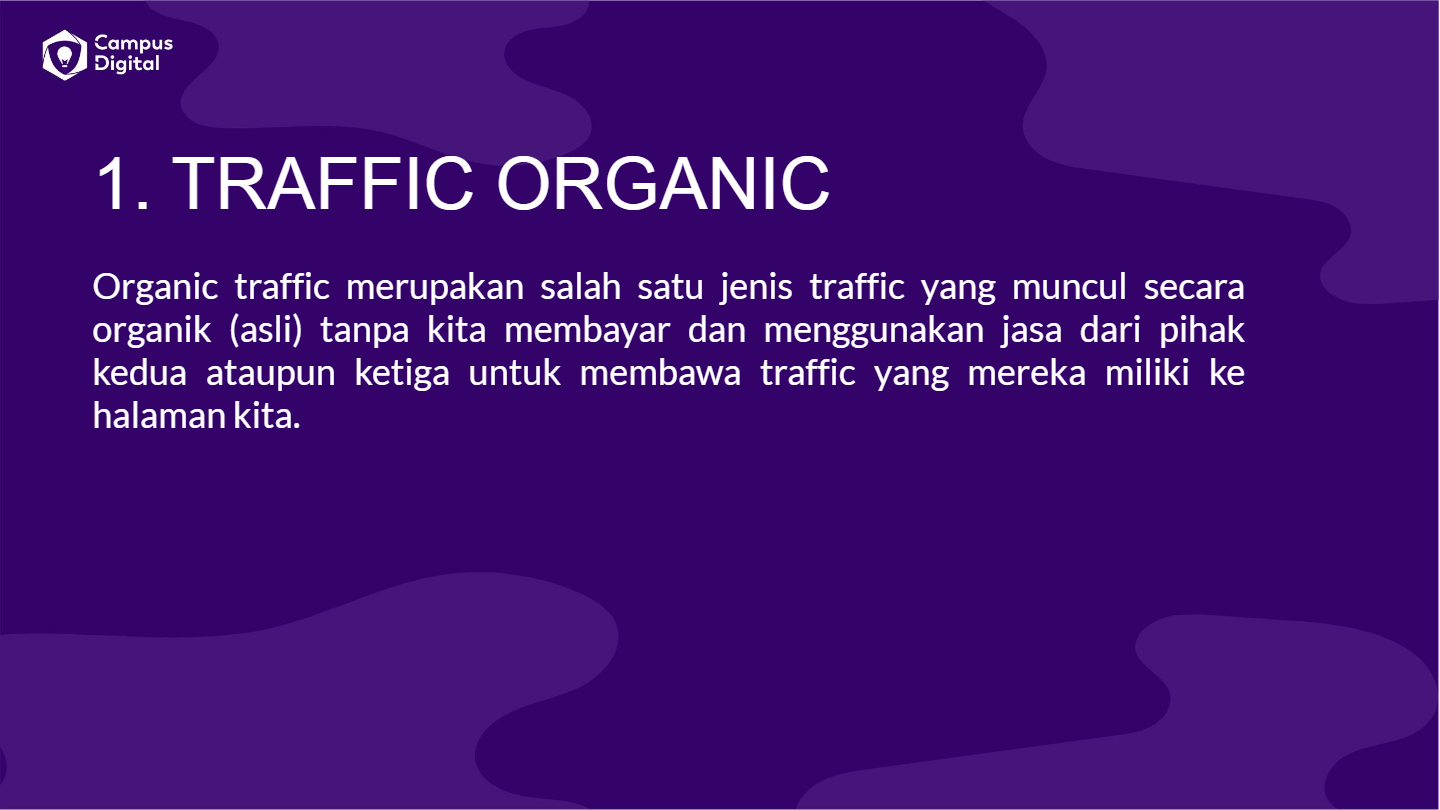 Campus
Digital
1. TRAFFIC ORGANIC
Organic traffic merupakan salah satu jenis traffic yang muncul secara
organik (asli) tanpa kita membayar dan menggunakan jasa dari pihak
kedua ataupun ketiga untuk membawa traffic yang mereka miliki ke
halaman kita.